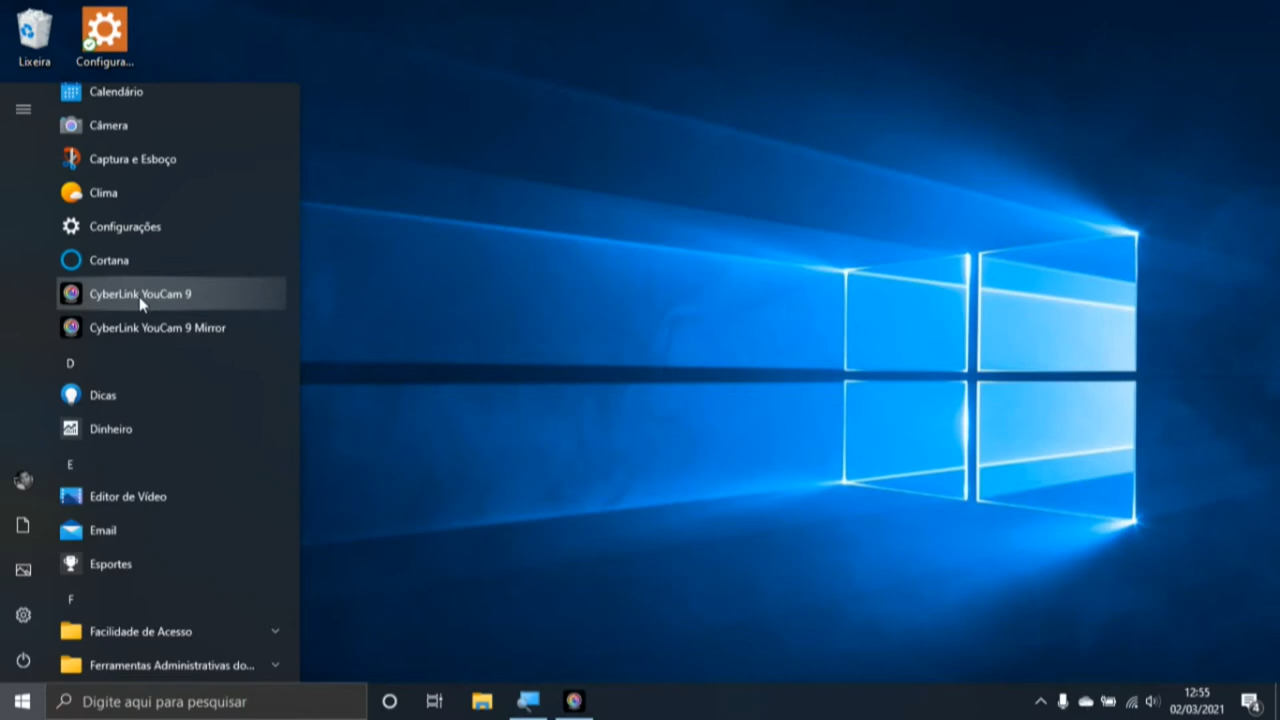 Lixeira
Configura...
Calendário
Câmera
Captura e Esboço
Clima
Configurações
Cortana
CyberLink YouCam 9
CyberLink YouCam 9 Mirror
D
Dicas
Dinheiro
E
Editor de Vídeo
Email
Esportes
F
Facilidade de Acesso
Ferramentas Administrativas do...
Digite aqui para pesquisar
12:55
02/03/2021
4